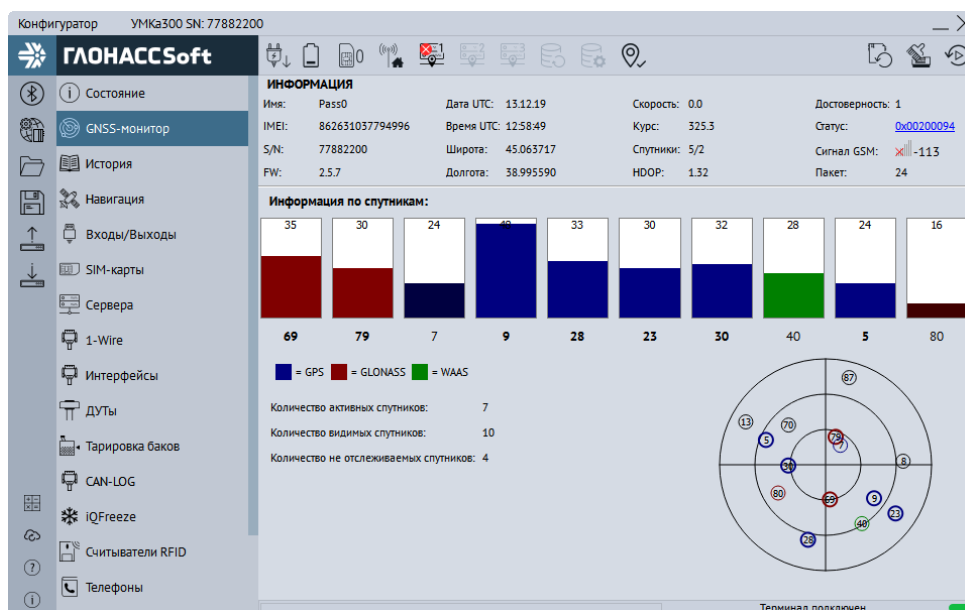 Конфигуратор УМКа300 SN: 77882200
ГЛОНАССSoft
0
1
Состояние
GNSS-монитор
История
Навигация
Входы/Выходы
SIM-карты
Сервера
1-Wire
Интерфейсы
ДУТы
Тарировка баков
CAN-LOG
iQFreeze
Считыватели RFID
Телефоны
ИНФОРМАЦИЯ
Имя: Pass0 Дата UTC: 13.12.19 Скорость: 0.0 Достоверность: 1
IMEI: 862631037794996 Время UTC: 12:58:49 Курс: 325.3 Статус: 0x00200094
S/N: 77882200 Широта: 45.063717 Спутники: 5/2 Сигнал GSM: -113
FW: 2.5.7 Долгота: 38.995590 HDOP: 1.32 Пакет: 24
Информация по спутникам:
35 30 24 33 30 32 28 24 16
69 79 7 9 28 23 30 40 5 80
= GPS = GLONASS = WAAS
Количество активных спутников: 7
Количество видимых спутников: 10
Количество не отслеживаемых спутников: 4
87
13
70
5
79
7
30
8
80
69
9
23
40
28
Терминал подключен